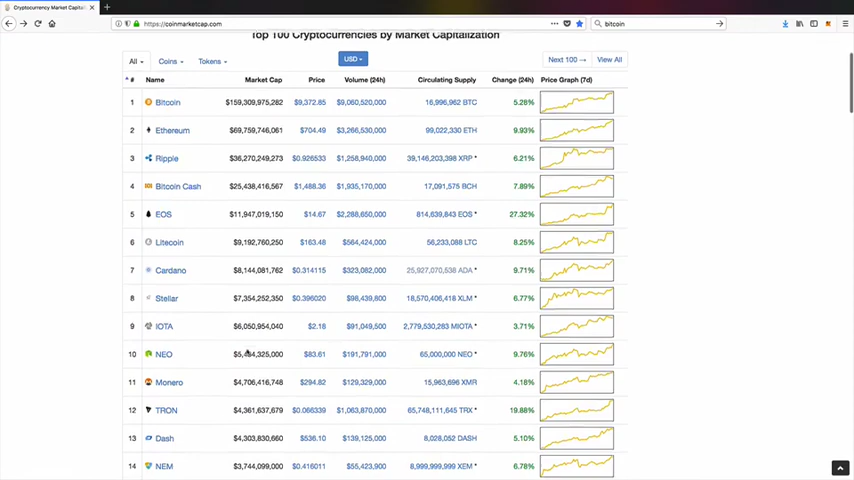 Cryptocurrency Market Capitaliz
https://coinmarketcap.com
bitcoin
Top 100 Cryptocurrencies by Market Capitalization
All Coins Tokens USD Next 100 → View All
# Name Market Cap Price Volume (24h) Circulating Supply Change (24h) Price Graph (7d)
1 Bitcoin $159,309,975,282 $9,372.85 $9,060,520,000 16,996,962 BTC 5.28%
2 Ethereum $69,759,746,061 $704.49 $3,266,530,000 99,022,330 ETH 9.93%
3 Ripple $36,270,249,273 $0.926533 $1,258,940,000 39,146,203,398 XRP * 6.21%
4 Bitcoin Cash $25,438,416,567 $1,488.36 $1,935,170,000 17,091,575 BCH 7.89%
5 EOS $11,947,019,150 $14.67 $2,288,650,000 814,639,843 EOS * 27.32%
6 Litecoin $9,192,760,250 $163.48 $564,424,000 56,233,088 LTC 8.25%
7 Cardano $8,144,081,762 $0.314115 $323,082,000 25,927,070,538 ADA * 9.71%
8 Stellar $7,354,252,350 $0.396020 $98,439,800 18,570,406,418 XLM * 6.77%
9 IOTA $6,050,954,040 $2.18 $91,049,500 2,779,530,283 MIOTA * 3.71%
10 NEO $83.61 $191,791,000 65,000,000 NEO * 9.76%
11 Monero $4,706,416,748 $294.82 $129,329,000 15,963,696 XMR 4.18%
12 TRON $4,361,637,679 $0.066339 $1,063,870,000 65,748,111,645 TRX * 19.88%
13 Dash $4,303,830,660 $536.10 $139,125,000 8,028,052 DASH 5.10%
14 NEM $3,744,099,000 $0.416011 $55,423,900 8,999,999,999 XEM * 6.78%